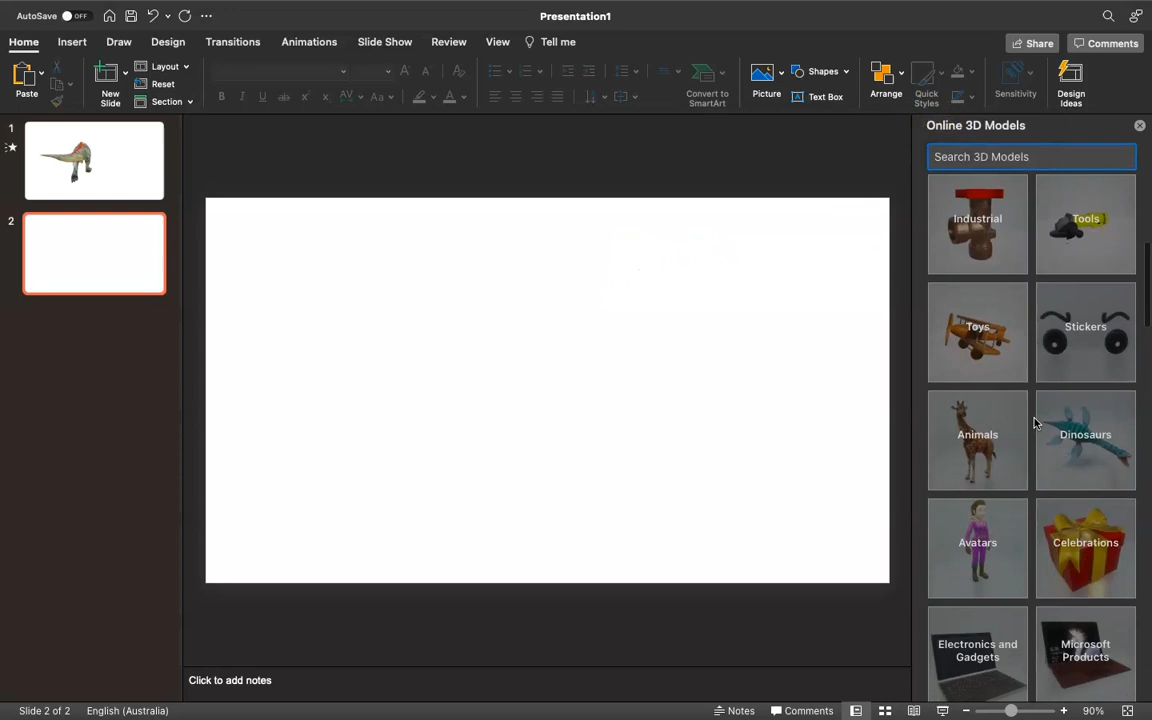 AutoSave OFF
Presentation1
Home Insert Draw Design Transitions Animations Slide Show Review View Tell me
Share Comments
Paste
New Slide
Layout
Reset
Section
ab
x
x
AV
Aa
A
Convert to SmartArt
Picture
Shapes
Text Box
Arrange
Quick Styles
Sensitivity
Design Ideas
1
2
Online 3D Models
Search 3D Models
Industrial
Tools
Toys
Stickers
Animals
Dinosaurs
Avatars
Celebrations
Electronics and
Gadgets
Microsoft
Products
Click to add notes
Slide 2 of 2 English (Australia) Notes Comments 90%